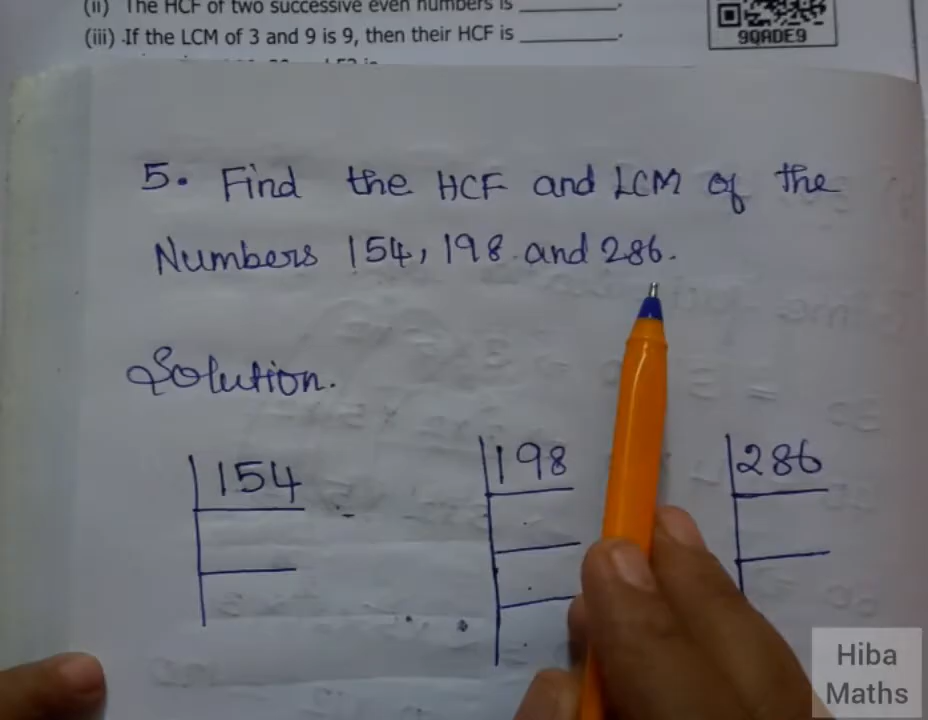 (ii) The HCF of two successive even numbers is ________.
(iii) If the LCM of 3 and 9 is 9, then their HCF is ________.
9QADE9
5. Find the HCF and LCM of the
Numbers 154, 198 and 286.
Solution.
154 198 286
Hiba
Maths